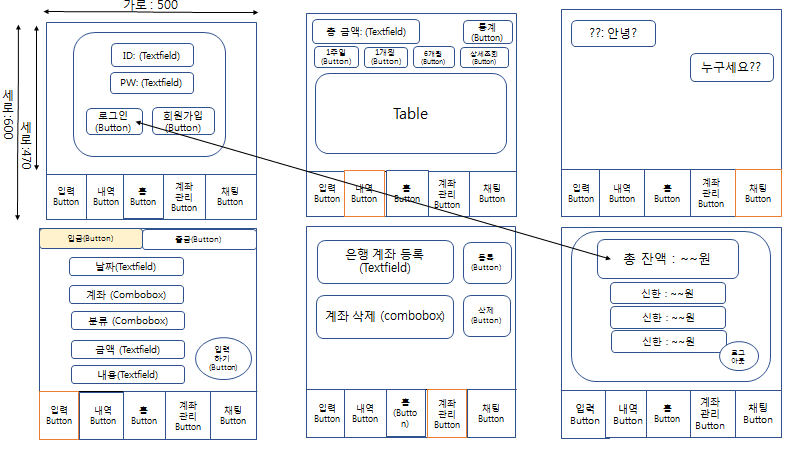 가로 : 500
세로 :600
세로 :470
ID: (Textfield)
PW: (Textfield)
로그인
(Button)
회원가입
(Button)
입력
Button
내역
Button
홈
Button
계좌
관리
Button
채팅
Button
총 금액: (Textfield)
통계
(Button)
1주일
(Button)
1개월
(Button)
6개월
(Button)
상세조회
(Button)
Table
입력
Button
내역
Button
홈
Button
계좌
관리
Button
채팅
Button
??: 안녕?
누구세요??
입력
Button
내역
Button
홈
Button
계좌
관리
Button
채팅
Button
입금(Button)
출금(Button)
날짜(Textfield)
계좌 (Combobox)
분류 (Combobox)
금액 (Textfield)
내용(Textfield)
입력
하기
(Button)
입력
Button
내역
Button
홈
Button
계좌
관리
Button
채팅
Button
은행 계좌 등록
(Textfield)
등록
(Button)
계좌 삭제 (combobox)
삭제
(Button)
입력
Button
내역
Button
홈
(Butto
n)
계좌
관리
Button
채팅
Button
총 잔액 : ~~원
신한 : ~~원
신한 : ~~원
신한 : ~~원
로그
아웃
입력
Button
내역
Button
홈
Button
계좌
관리
Button
채팅
Button